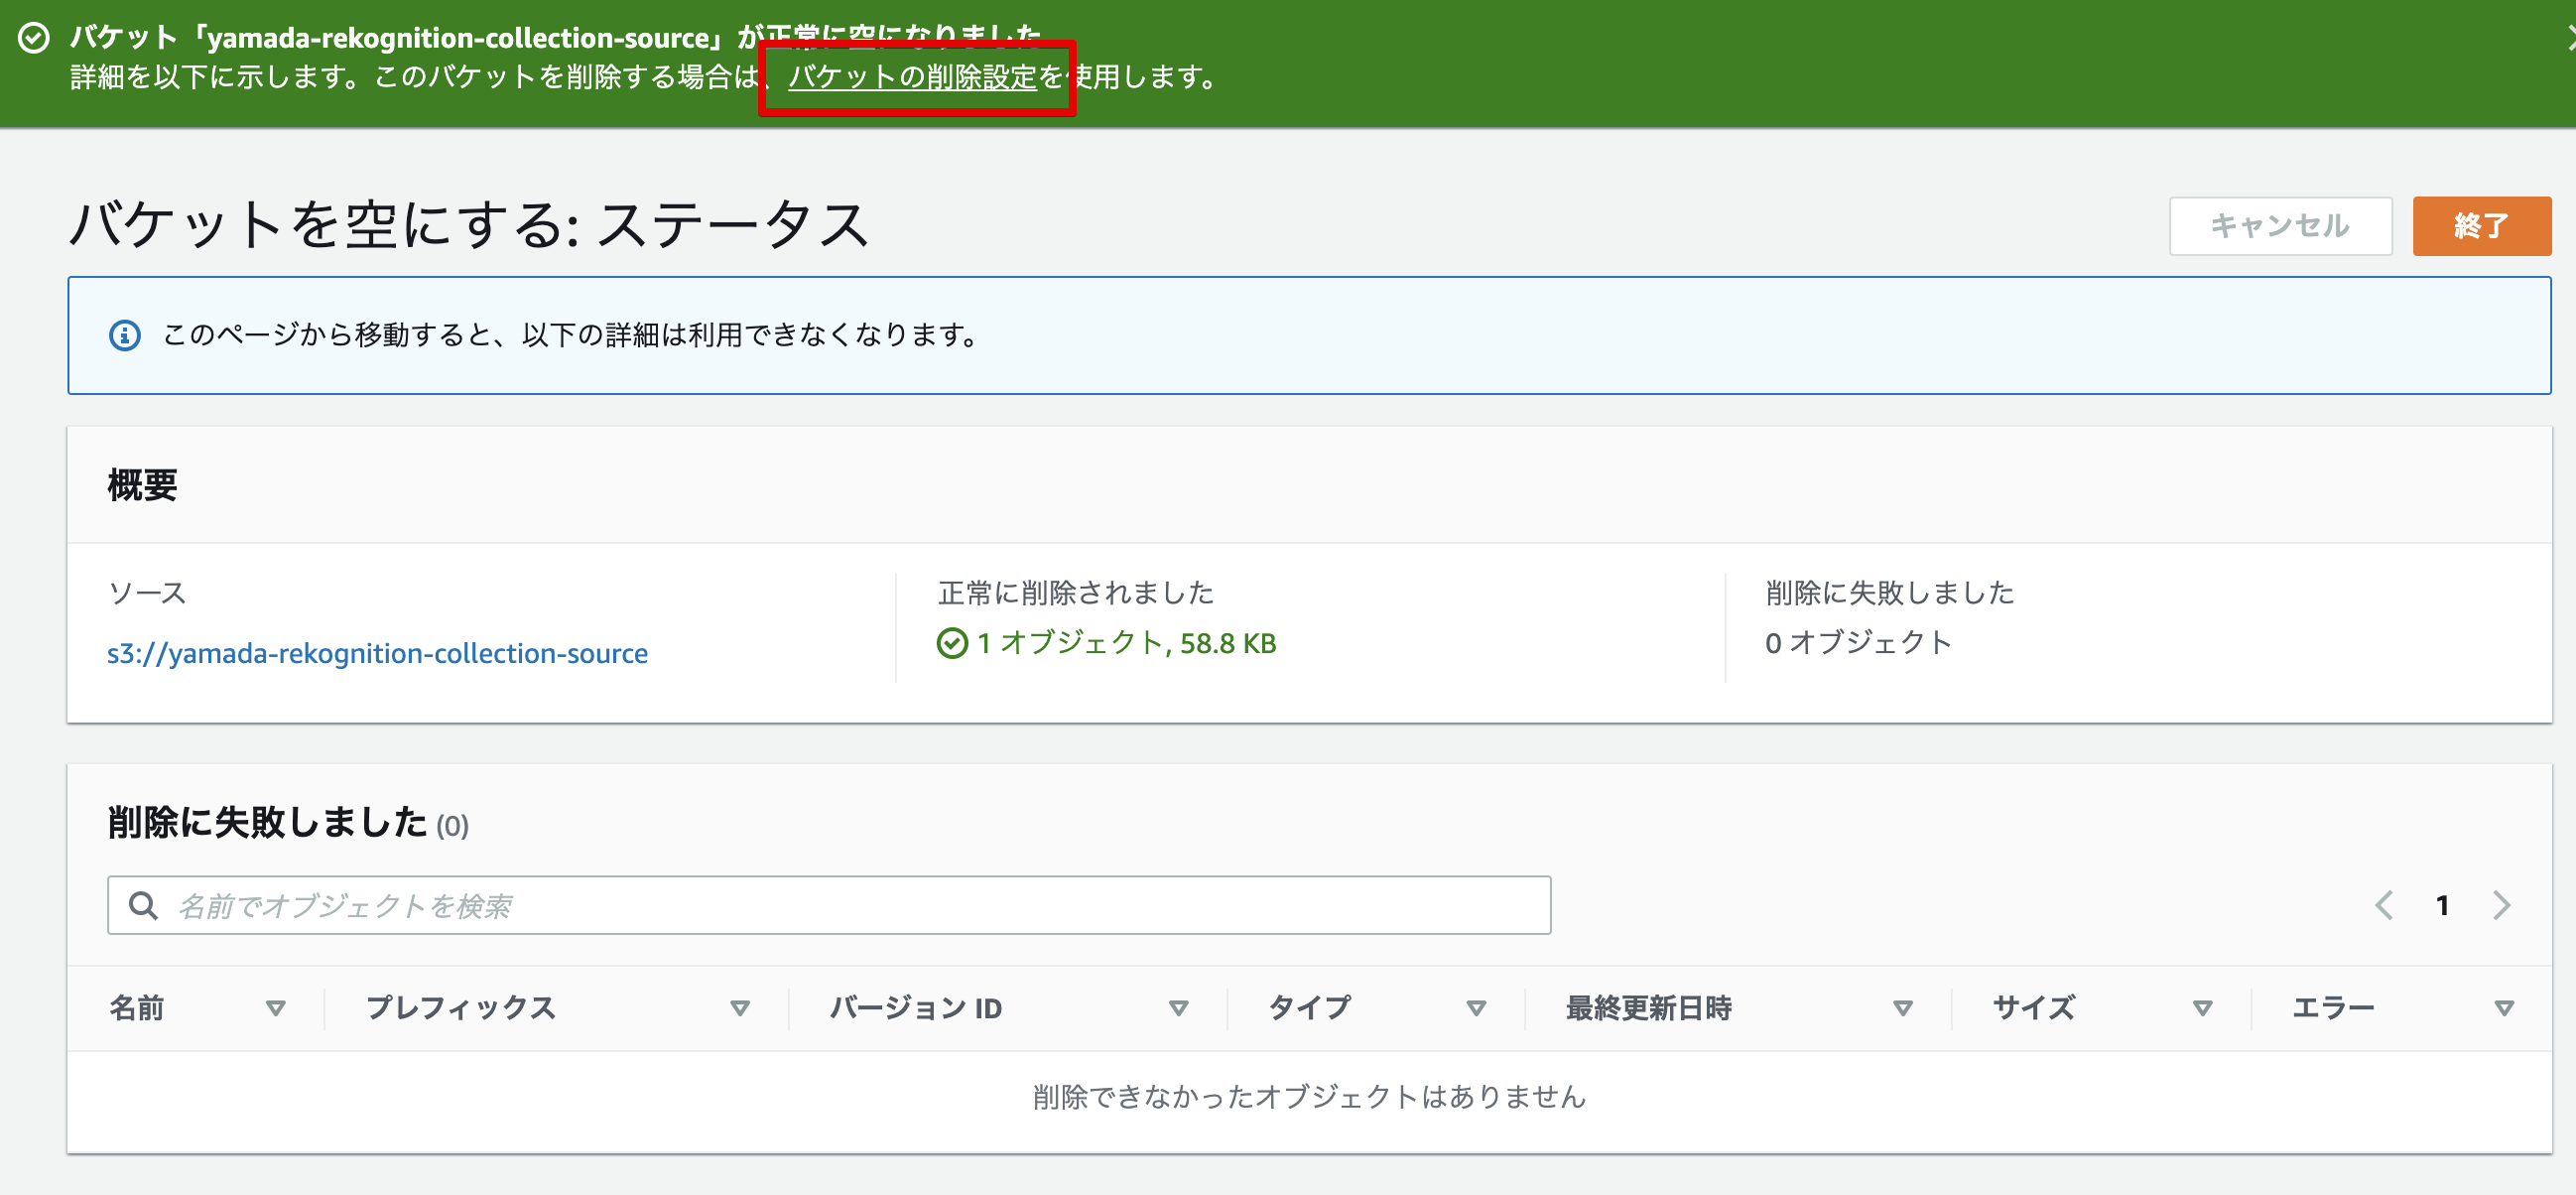 バケット「yamada-rekognition-collection-source」が正常に空になりました
詳細を以下に示します。このバケットを削除する場合は、バケットの削除設定を使用します。
バケットを空にする: ステータス
キャンセル
終了
このページから移動すると、以下の詳細は利用できなくなります。
概要
ソース
s3://yamada-rekognition-collection-source
正常に削除されました
1 オブジェクト, 58.8 KB
削除に失敗しました
0 オブジェクト
削除に失敗しました (0)
名前でオブジェクトを検索
1
名前 プレフィックス バージョン ID タイプ 最終更新日時 サイズ エラー
削除できなかったオブジェクトはありません